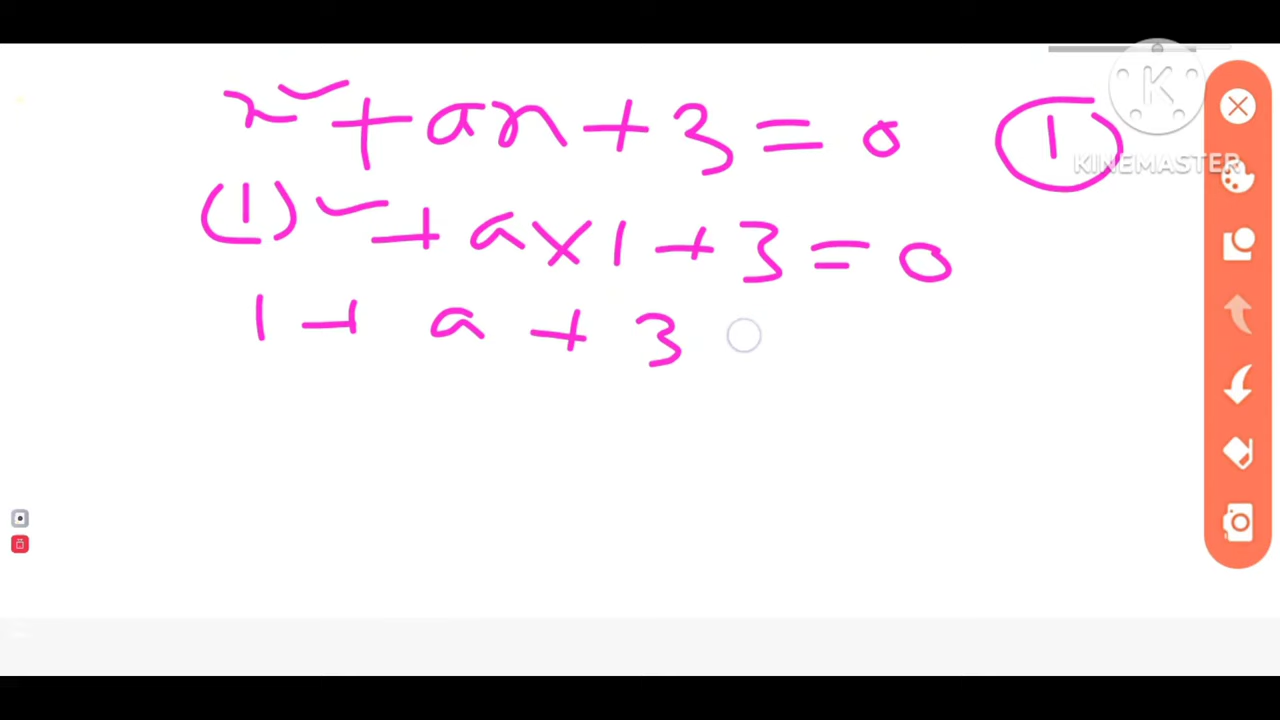 x² + ax + 3 = 0 ①
(1)² + a × 1 + 3 = 0
1 + a + 3
KINEMASTER